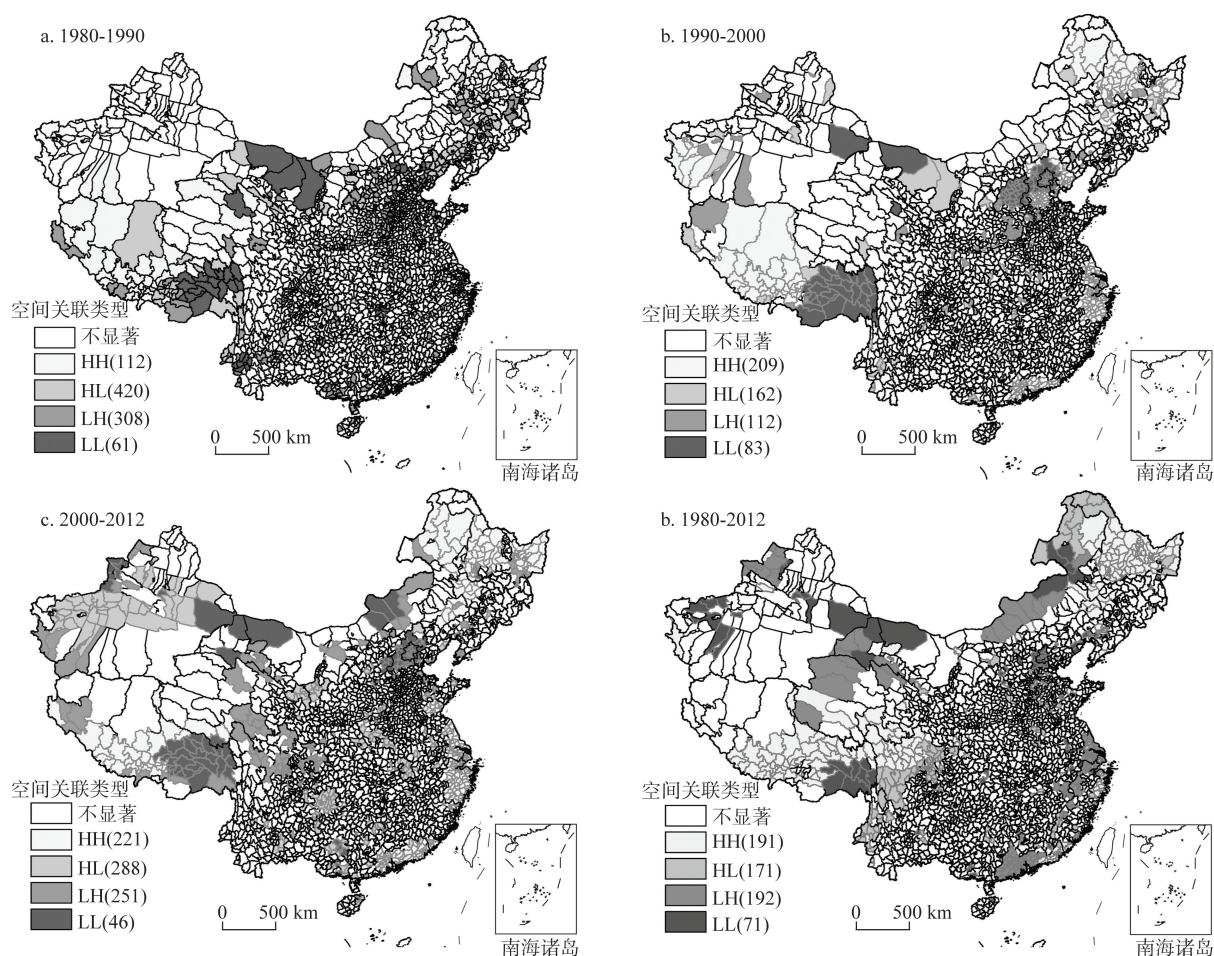 a. 1980-1990
空间关联类型
不显著
HH(112)
HL(420)
LH(308)
LL(61)
0 500 km
南海诸岛
b. 1990-2000
空间关联类型
不显著
HH(209)
HL(162)
LH(112)
LL(83)
0 500 km
南海诸岛
c. 2000-2012
空间关联类型
不显著
HH(221)
HL(288)
LH(251)
LL(46)
0 500 km
南海诸岛
b. 1980-2012
空间关联类型
不显著
HH(191)
HL(171)
LH(192)
LL(71)
0 500 km
南海诸岛